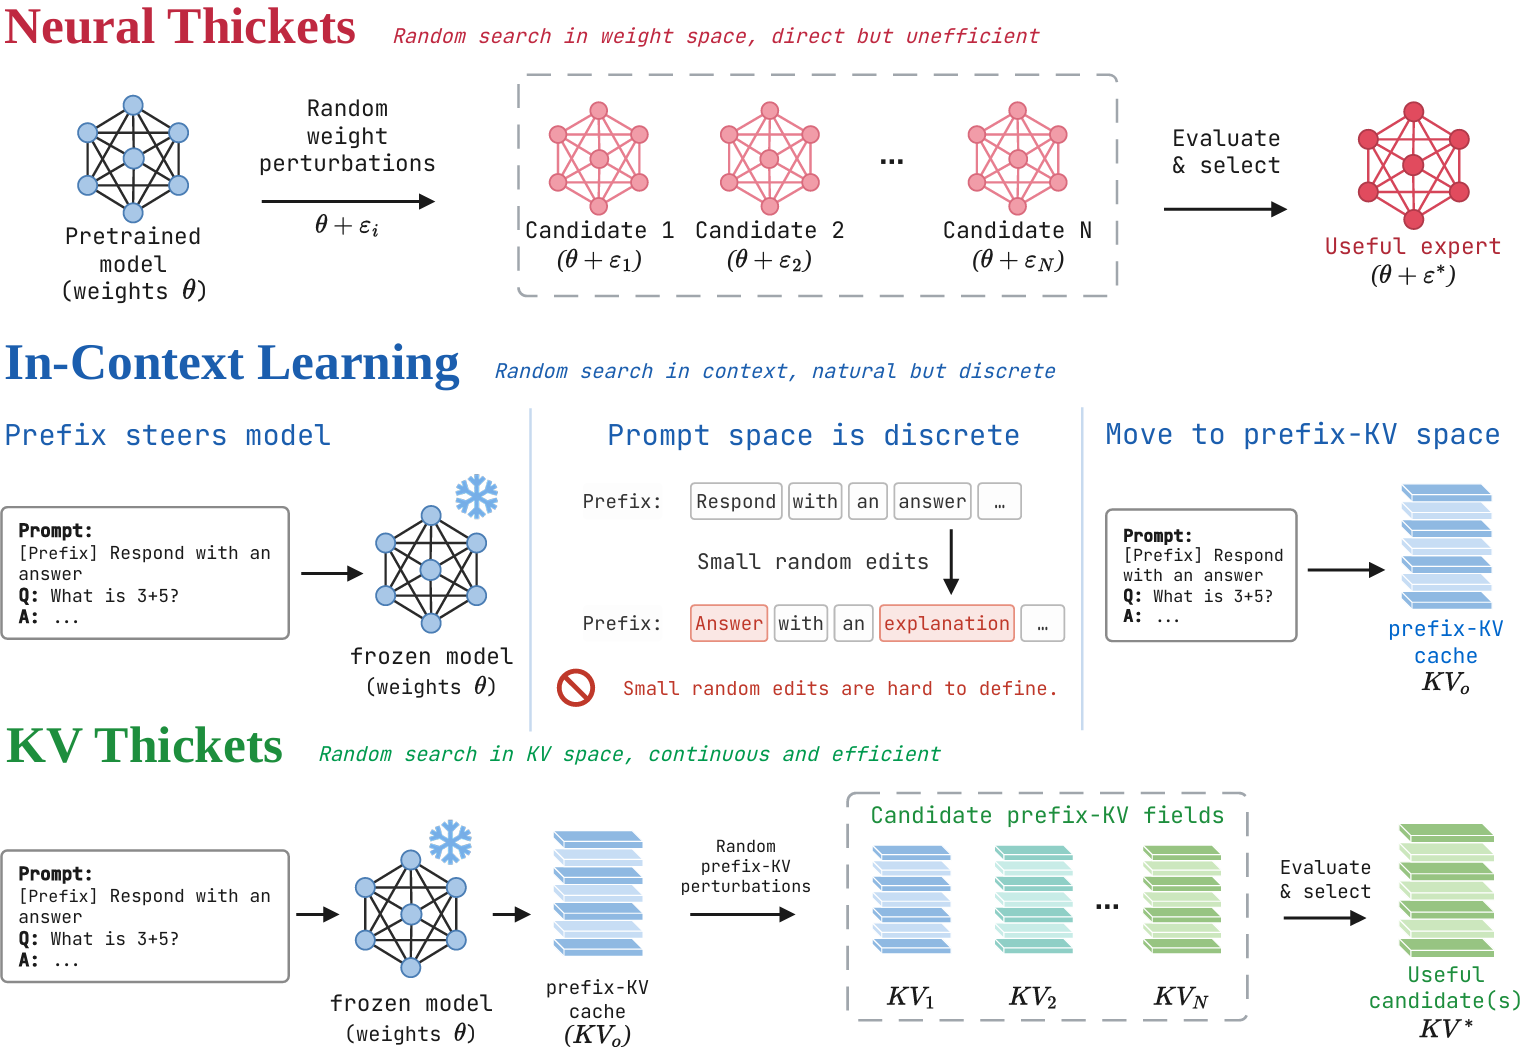 Neural Thickets
Random search in weight space, direct but unefficient
Pretrained
model
(weights θ)
Random
weight
perturbations
θ + ε_i
Candidate 1
(θ + ε_1)
Candidate 2
(θ + ε_2)
...
Candidate N
(θ + ε_N)
Evaluate
& select
Useful expert
(θ + ε*)
In-Context Learning
Random search in context, natural but discrete
Prefix steers model
Prompt:
[Prefix] Respond with an
answer
Q: What is 3+5?
A: ...
frozen model
(weights θ)
Prompt space is discrete
Prefix: Respond with an answer …
Small random edits
Prefix: Answer with an explanation …
Small random edits are hard to define.
Move to prefix-KV space
Prompt:
[Prefix] Respond
with an answer
Q: What is 3+5?
A: ...
prefix-KV
cache
KV_o
KV Thickets
Random search in KV space, continuous and efficient
Prompt:
[Prefix] Respond with an
answer
Q: What is 3+5?
A: ...
frozen model
(weights θ)
prefix-KV
cache
(KV_o)
Random
prefix-KV
perturbations
Candidate prefix-KV fields
KV_1
KV_2
...
KV_N
Evaluate
& select
Useful
candidate(s)
KV*